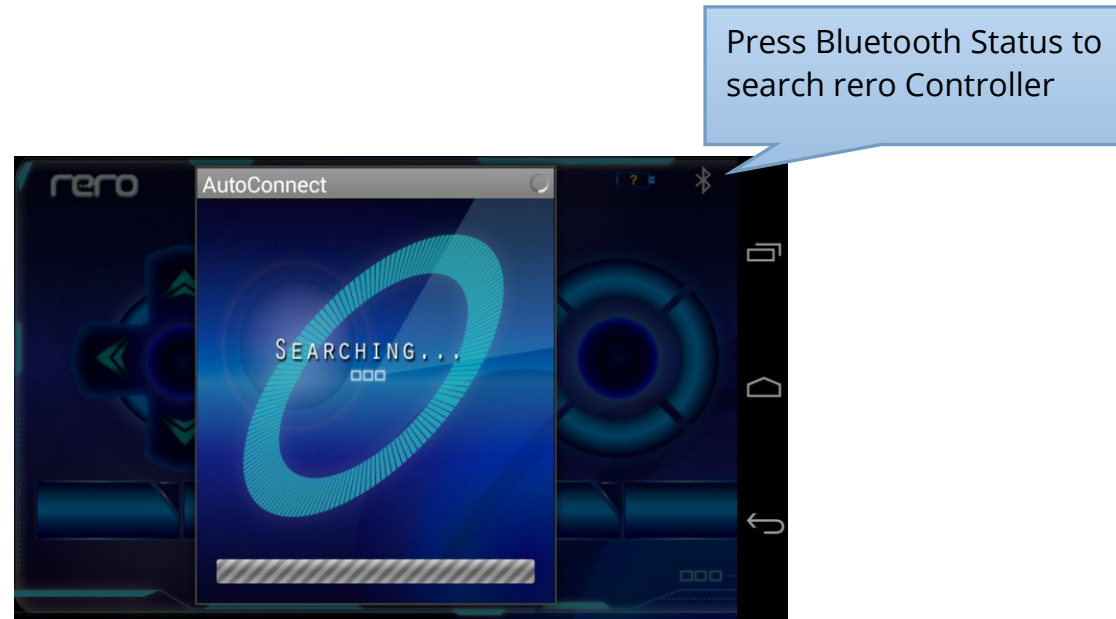 Press Bluetooth Status to
search rero Controller
rero
AutoConnect
?
SEARCHING...